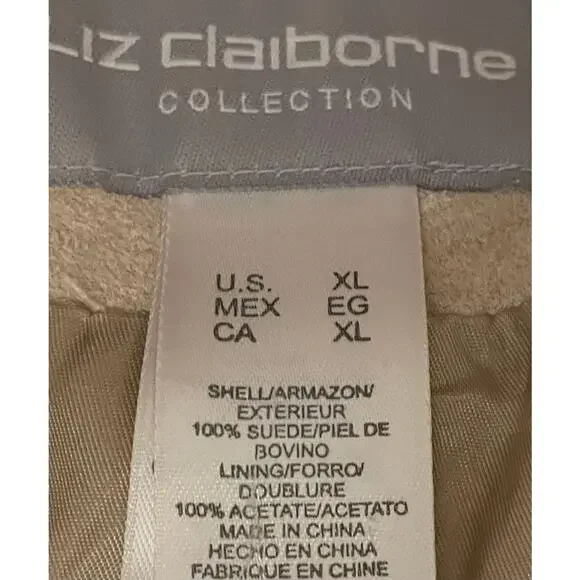 Liz claiborne
COLLECTION
U.S. XL
MEX EG
CA XL
SHELL/ARMAZON/
EXTERIEUR
100% SUEDE/PIEL DE
BOVINO
LINING/FORRO/
DOUBLURE
100% ACETATE/ACETATO
MADE IN CHINA
HECHO EN CHINA
FABRIQUE EN CHINE